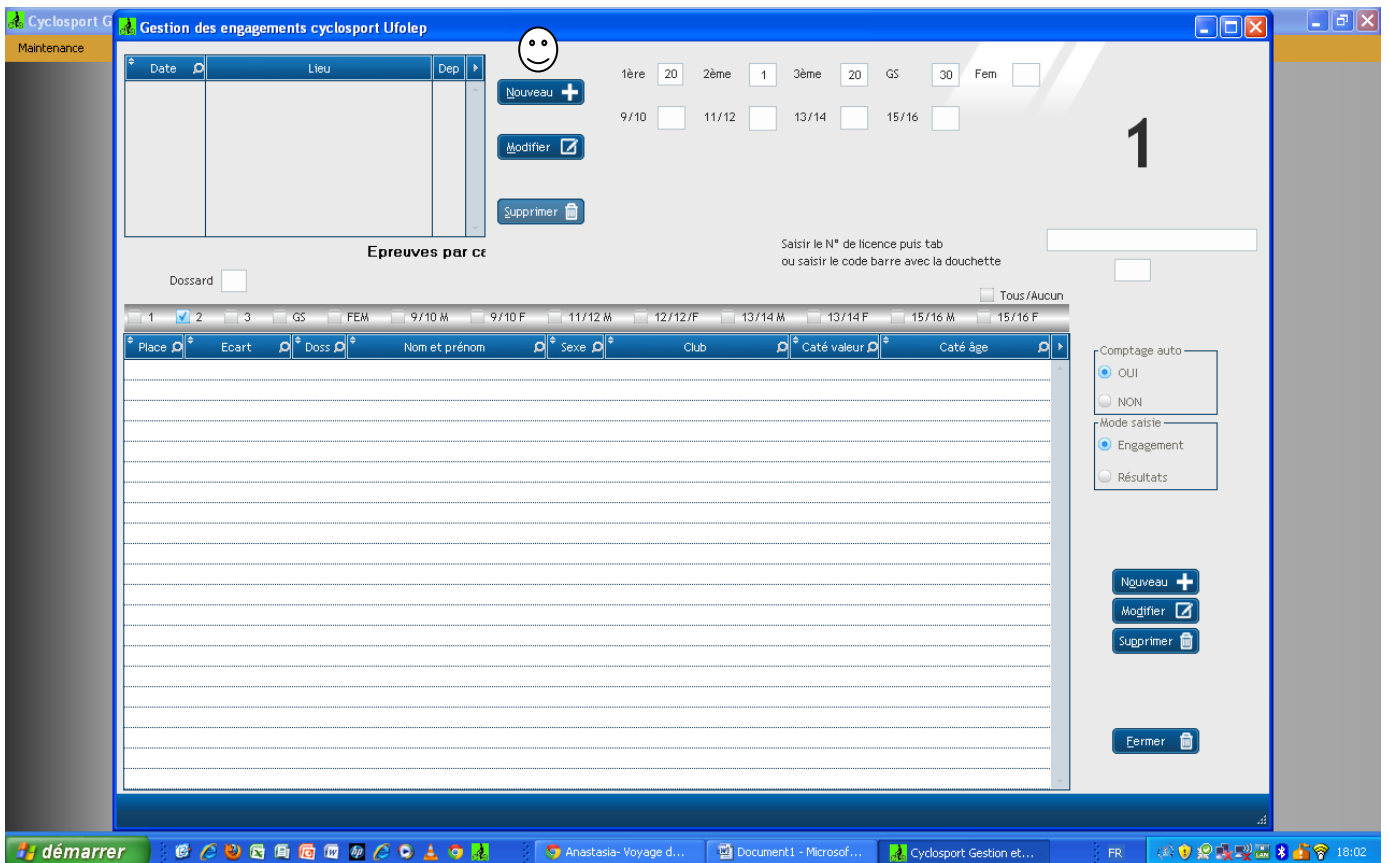 Cyclosport G
Gestion des engagements cyclosport Ufolep
Maintenance
Date Lieu Dep
Nouveau
Modifier
Supprimer
1ère 20 2ème 1 3ème 20 GS 30 Fem
9/10 11/12 13/14 15/16
1
Epreuves par ca
Saisir le N° de licence puis tab
ou saisir le code barre avec la douchette
Dossard
Tous/Aucun
1 2 3 GS FEM 9/10 M 9/10 F 11/12 M 12/12/F 13/14 M 13/14 F 15/16 M 15/16 F
Place Ecart Doss Nom et prénom Sexe Club Caté valeur Caté âge
Comptage auto
OUI
NON
Mode saisie
Engagement
Résultats
Nouveau
Modifier
Supprimer
Fermer
démarrer Anastasia- Voyage d... Document1 - Microsof... Cyclosport Gestion et... FR 18:02